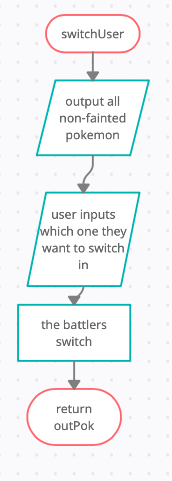 switchUser
output all
non-fainted
pokemon
user inputs
which one they
want to switch
in
the battlers
switch
return
outPok